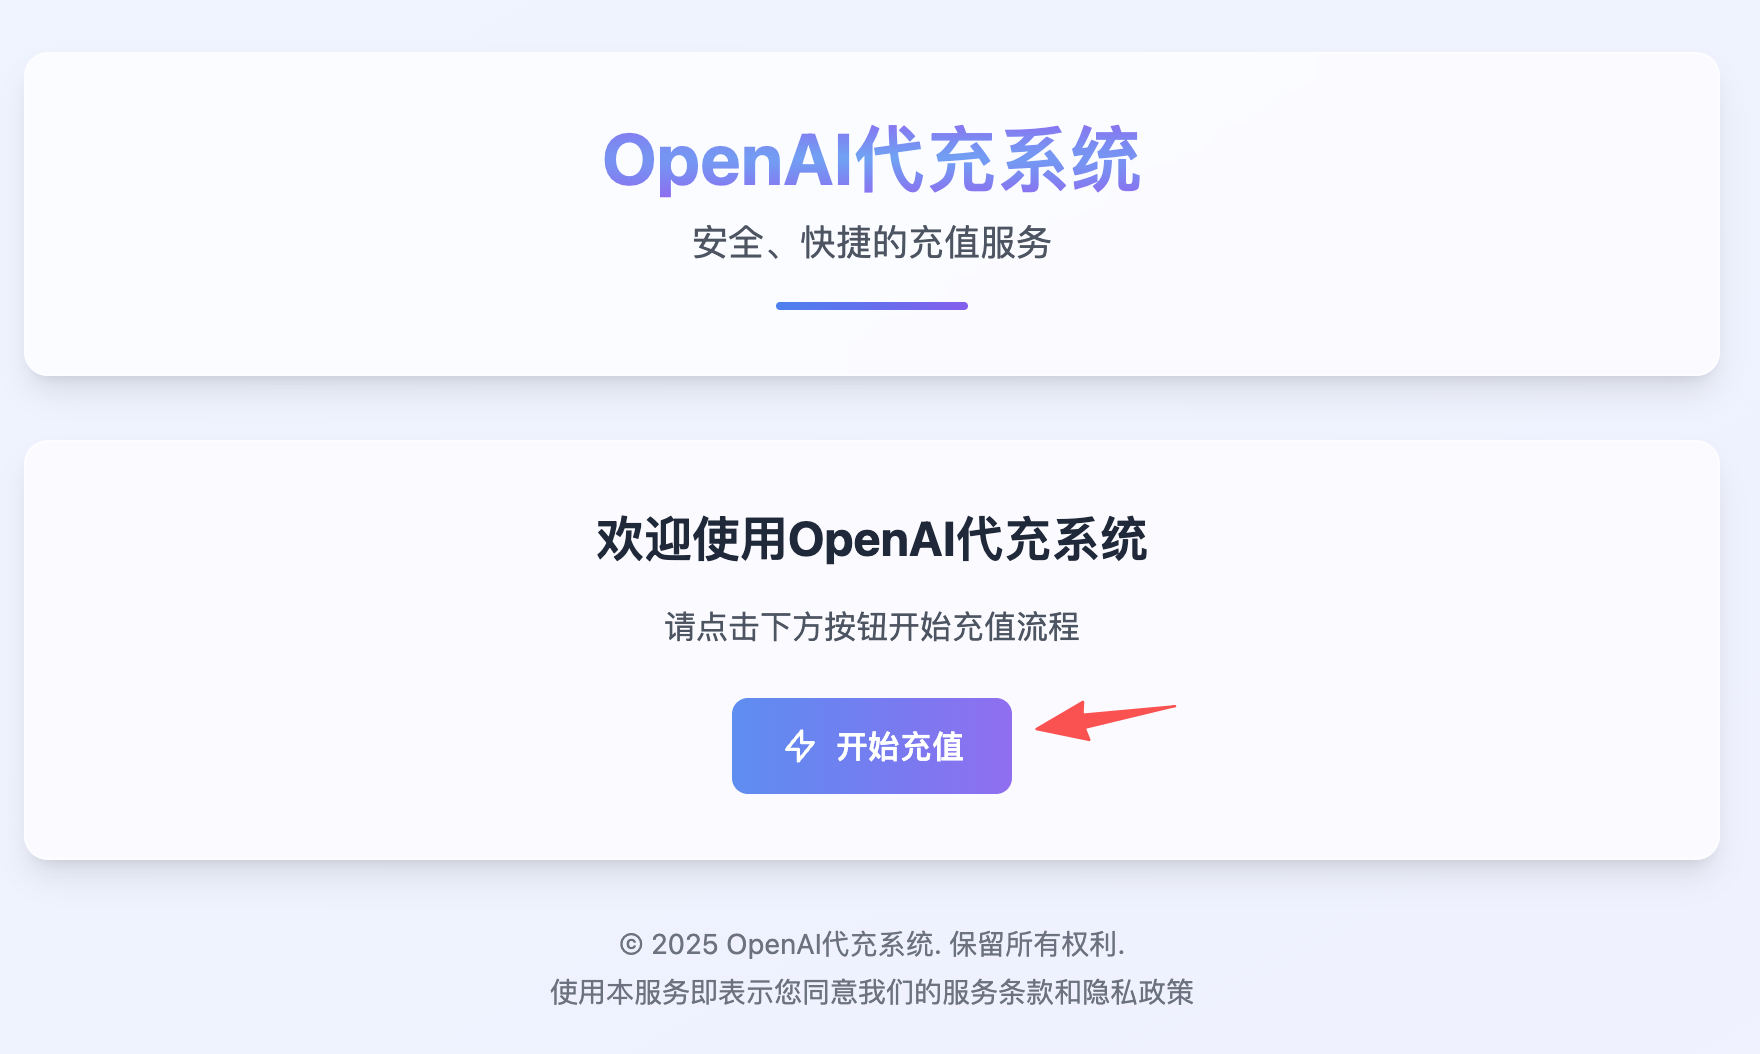 OpenAI代充系统
安全、快捷的充值服务
欢迎使用OpenAI代充系统
请点击下方按钮开始充值流程
开始充值
© 2025 OpenAI代充系统. 保留所有权利.
使用本服务即表示您同意我们的服务条款和隐私政策